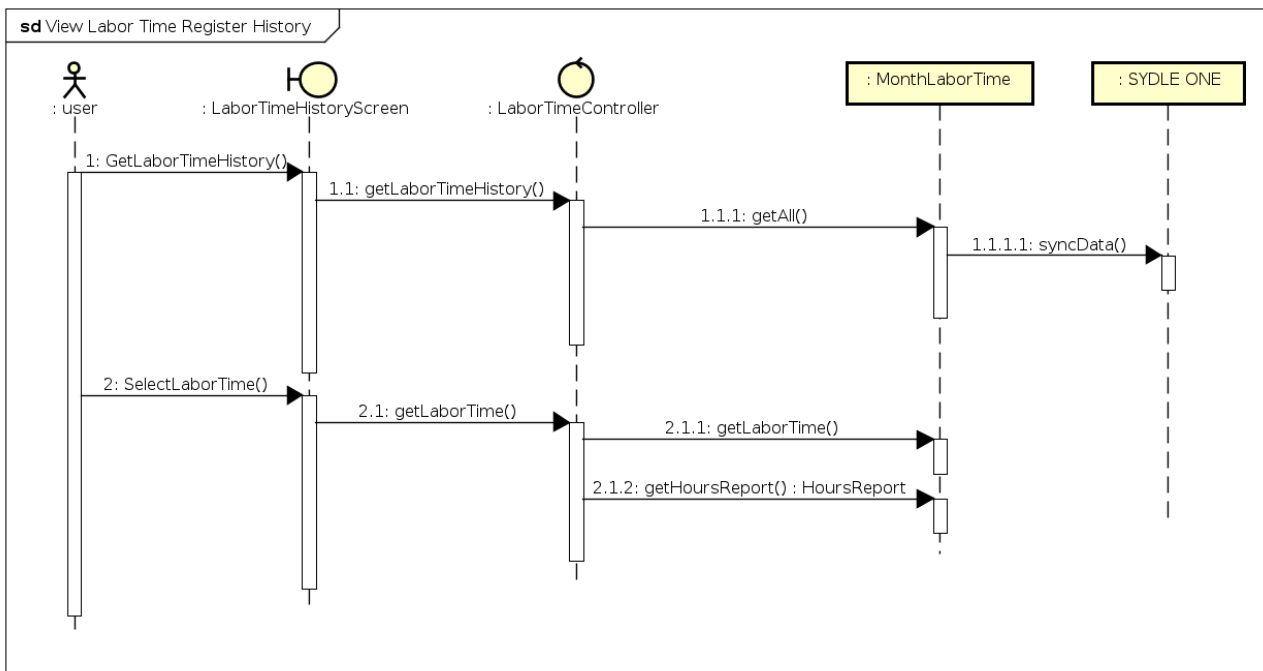 sd View Labor Time Register History
: user
: LaborTimeHistoryScreen
: LaborTimeController
: MonthLaborTime
: SYDLE ONE
1: GetLaborTimeHistory()
1.1: getLaborTimeHistory()
1.1.1: getAll()
1.1.1.1: syncData()
2: SelectLaborTime()
2.1: getLaborTime()
2.1.1: getLaborTime()
2.1.2: getHoursReport() : HoursReport